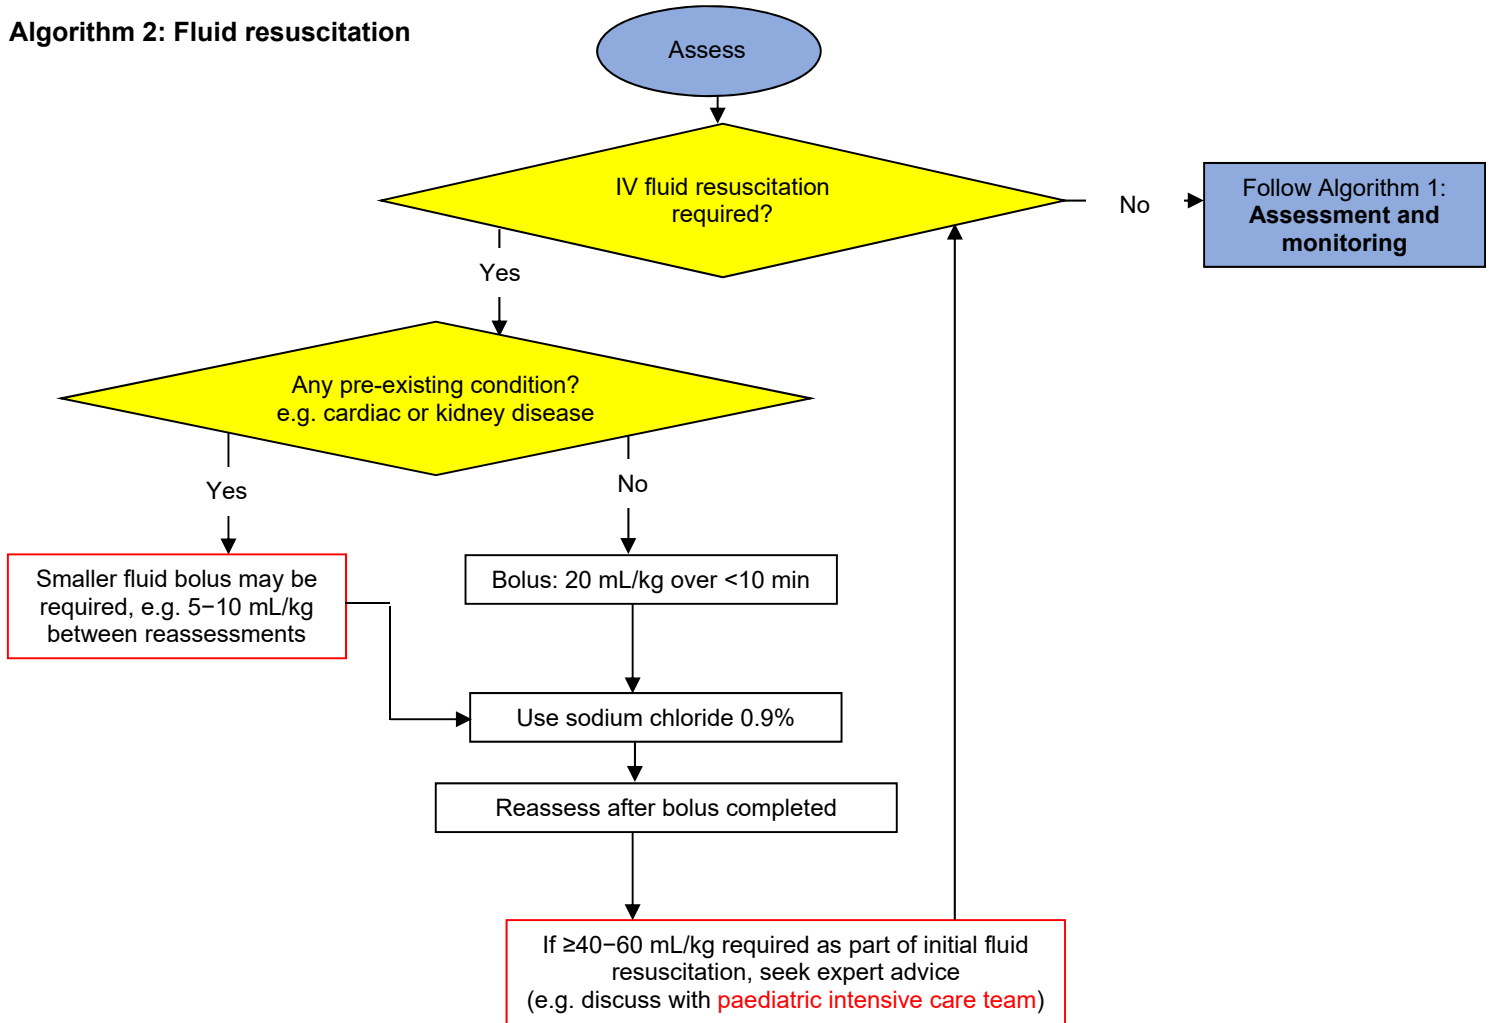 Algorithm 2: Fluid resuscitation
Assess
IV fluid resuscitation
required?
No
Follow Algorithm 1:
Assessment and
monitoring
Yes
Any pre-existing condition?
e.g. cardiac or kidney disease
Yes
No
Smaller fluid bolus may be
required, e.g. 5−10 mL/kg
between reassessments
Bolus: 20 mL/kg over <10 min
Use sodium chloride 0.9%
Reassess after bolus completed
If ≥40−60 mL/kg required as part of initial fluid
resuscitation, seek expert advice
(e.g. discuss with paediatric intensive care team)